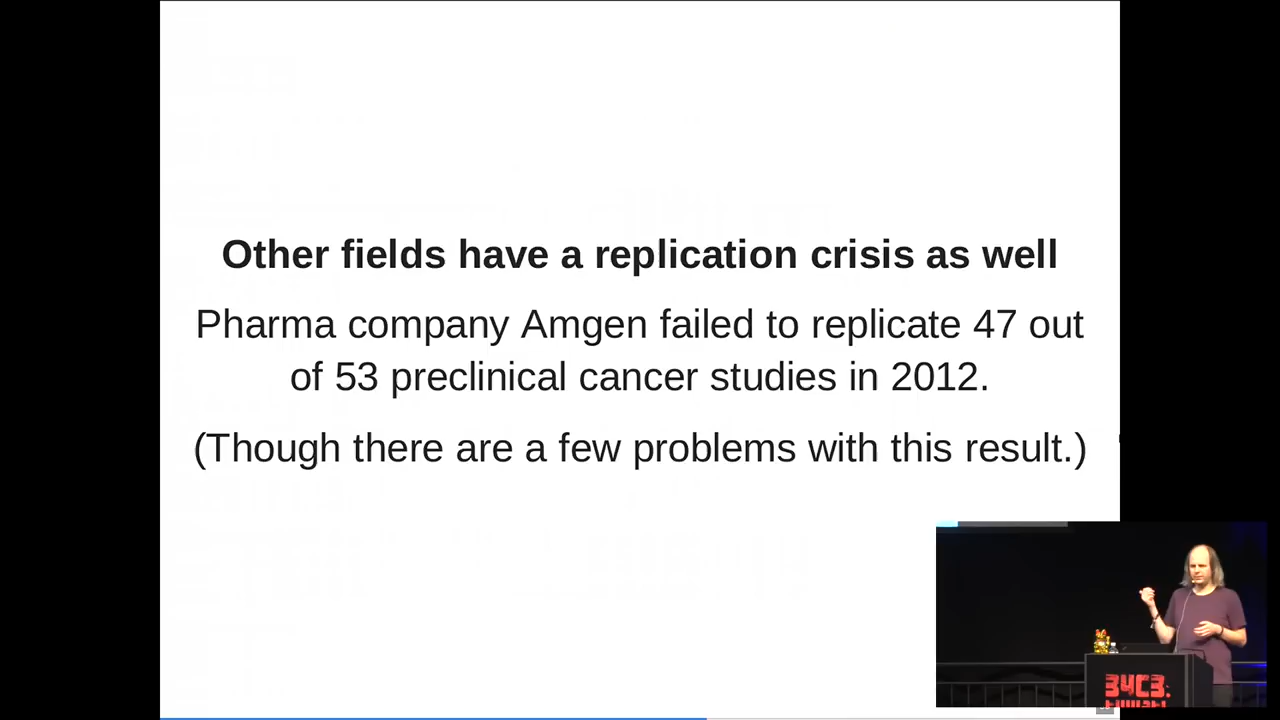 Other fields have a replication crisis as well
Pharma company Amgen failed to replicate 47 out
of 53 preclinical cancer studies in 2012.
(Though there are a few problems with this result.)
34C3.